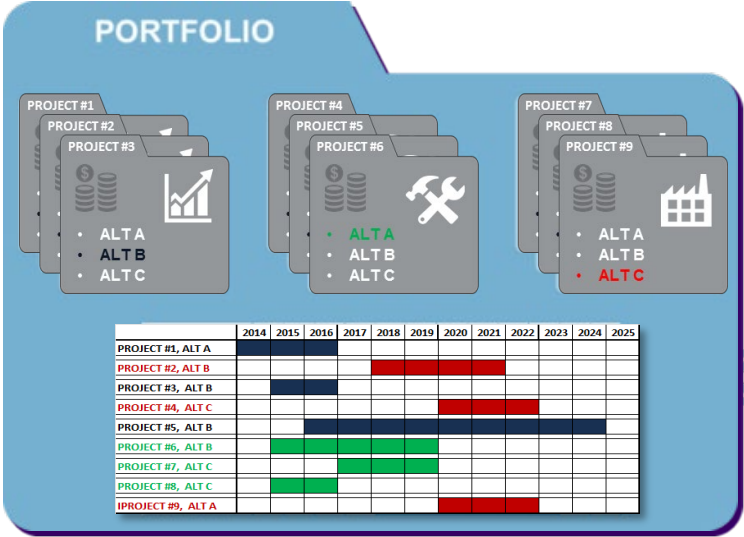 PORTFOLIO
PROJECT #1
PROJECT #2
PROJECT #3
$
• ALT A
• ALT B
• ALT C
PROJECT #4
PROJECT #5
PROJECT #6
$
• ALT A
• ALT B
• ALT C
PROJECT #7
PROJECT #8
PROJECT #9
$
• ALT A
• ALT B
• ALT C
2014 2015 2016 2017 2018 2019 2020 2021 2022 2023 2024 2025
PROJECT #1, ALT A
PROJECT #2, ALT B
PROJECT #3, ALT B
PROJECT #4, ALT C
PROJECT #5, ALT B
PROJECT #6, ALT B
PROJECT #7, ALT C
PROJECT #8, ALT C
IPROJECT #9, ALT A